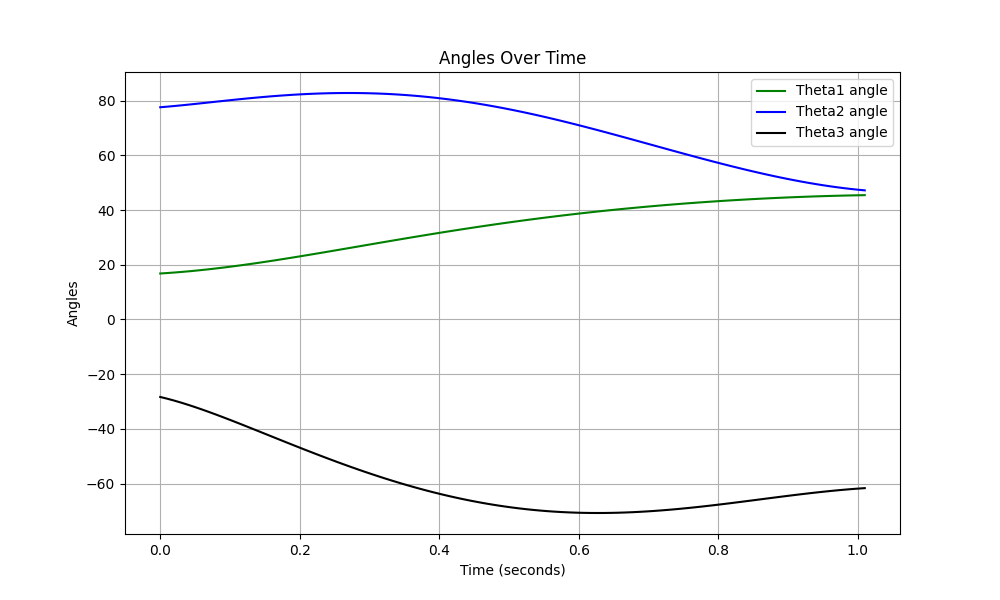 Angles Over Time
Theta1 angle
Theta2 angle
Theta3 angle
80
60
40
20
0
−20
−40
−60
Angles
0.0 0.2 0.4 0.6 0.8 1.0
Time (seconds)